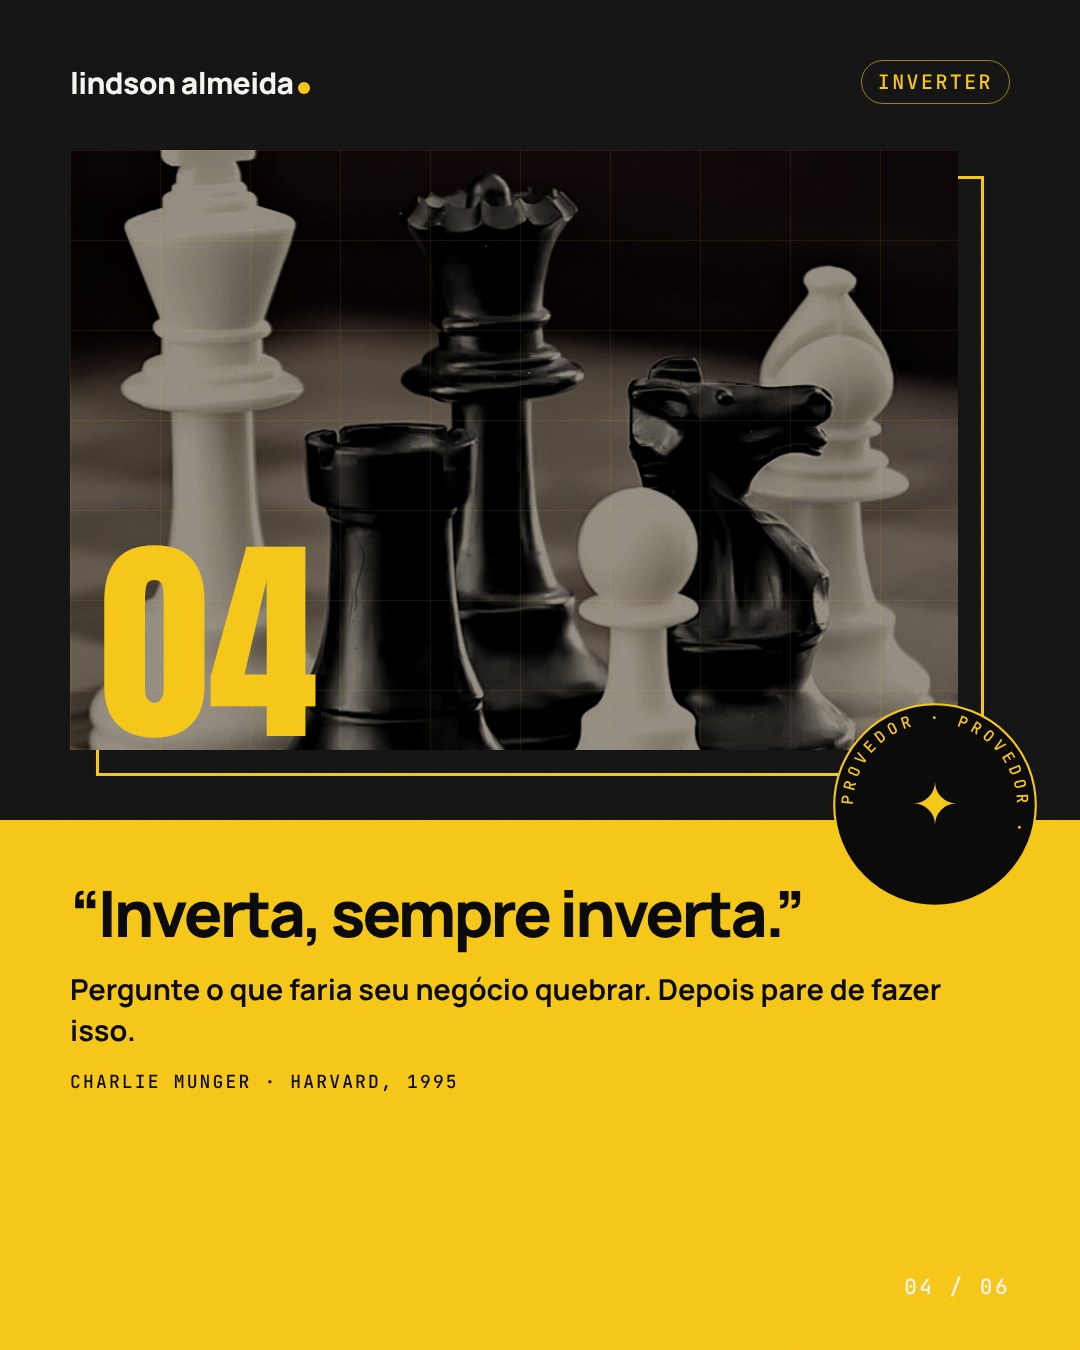 lindson almeida
INVERTER
04
PROVEDOR · PROVEDOR ·
“Inverta, sempre inverta.”
Pergunte o que faria seu negócio quebrar. Depois pare de fazer
isso.
CHARLIE MUNGER · HARVARD, 1995
04 / 06